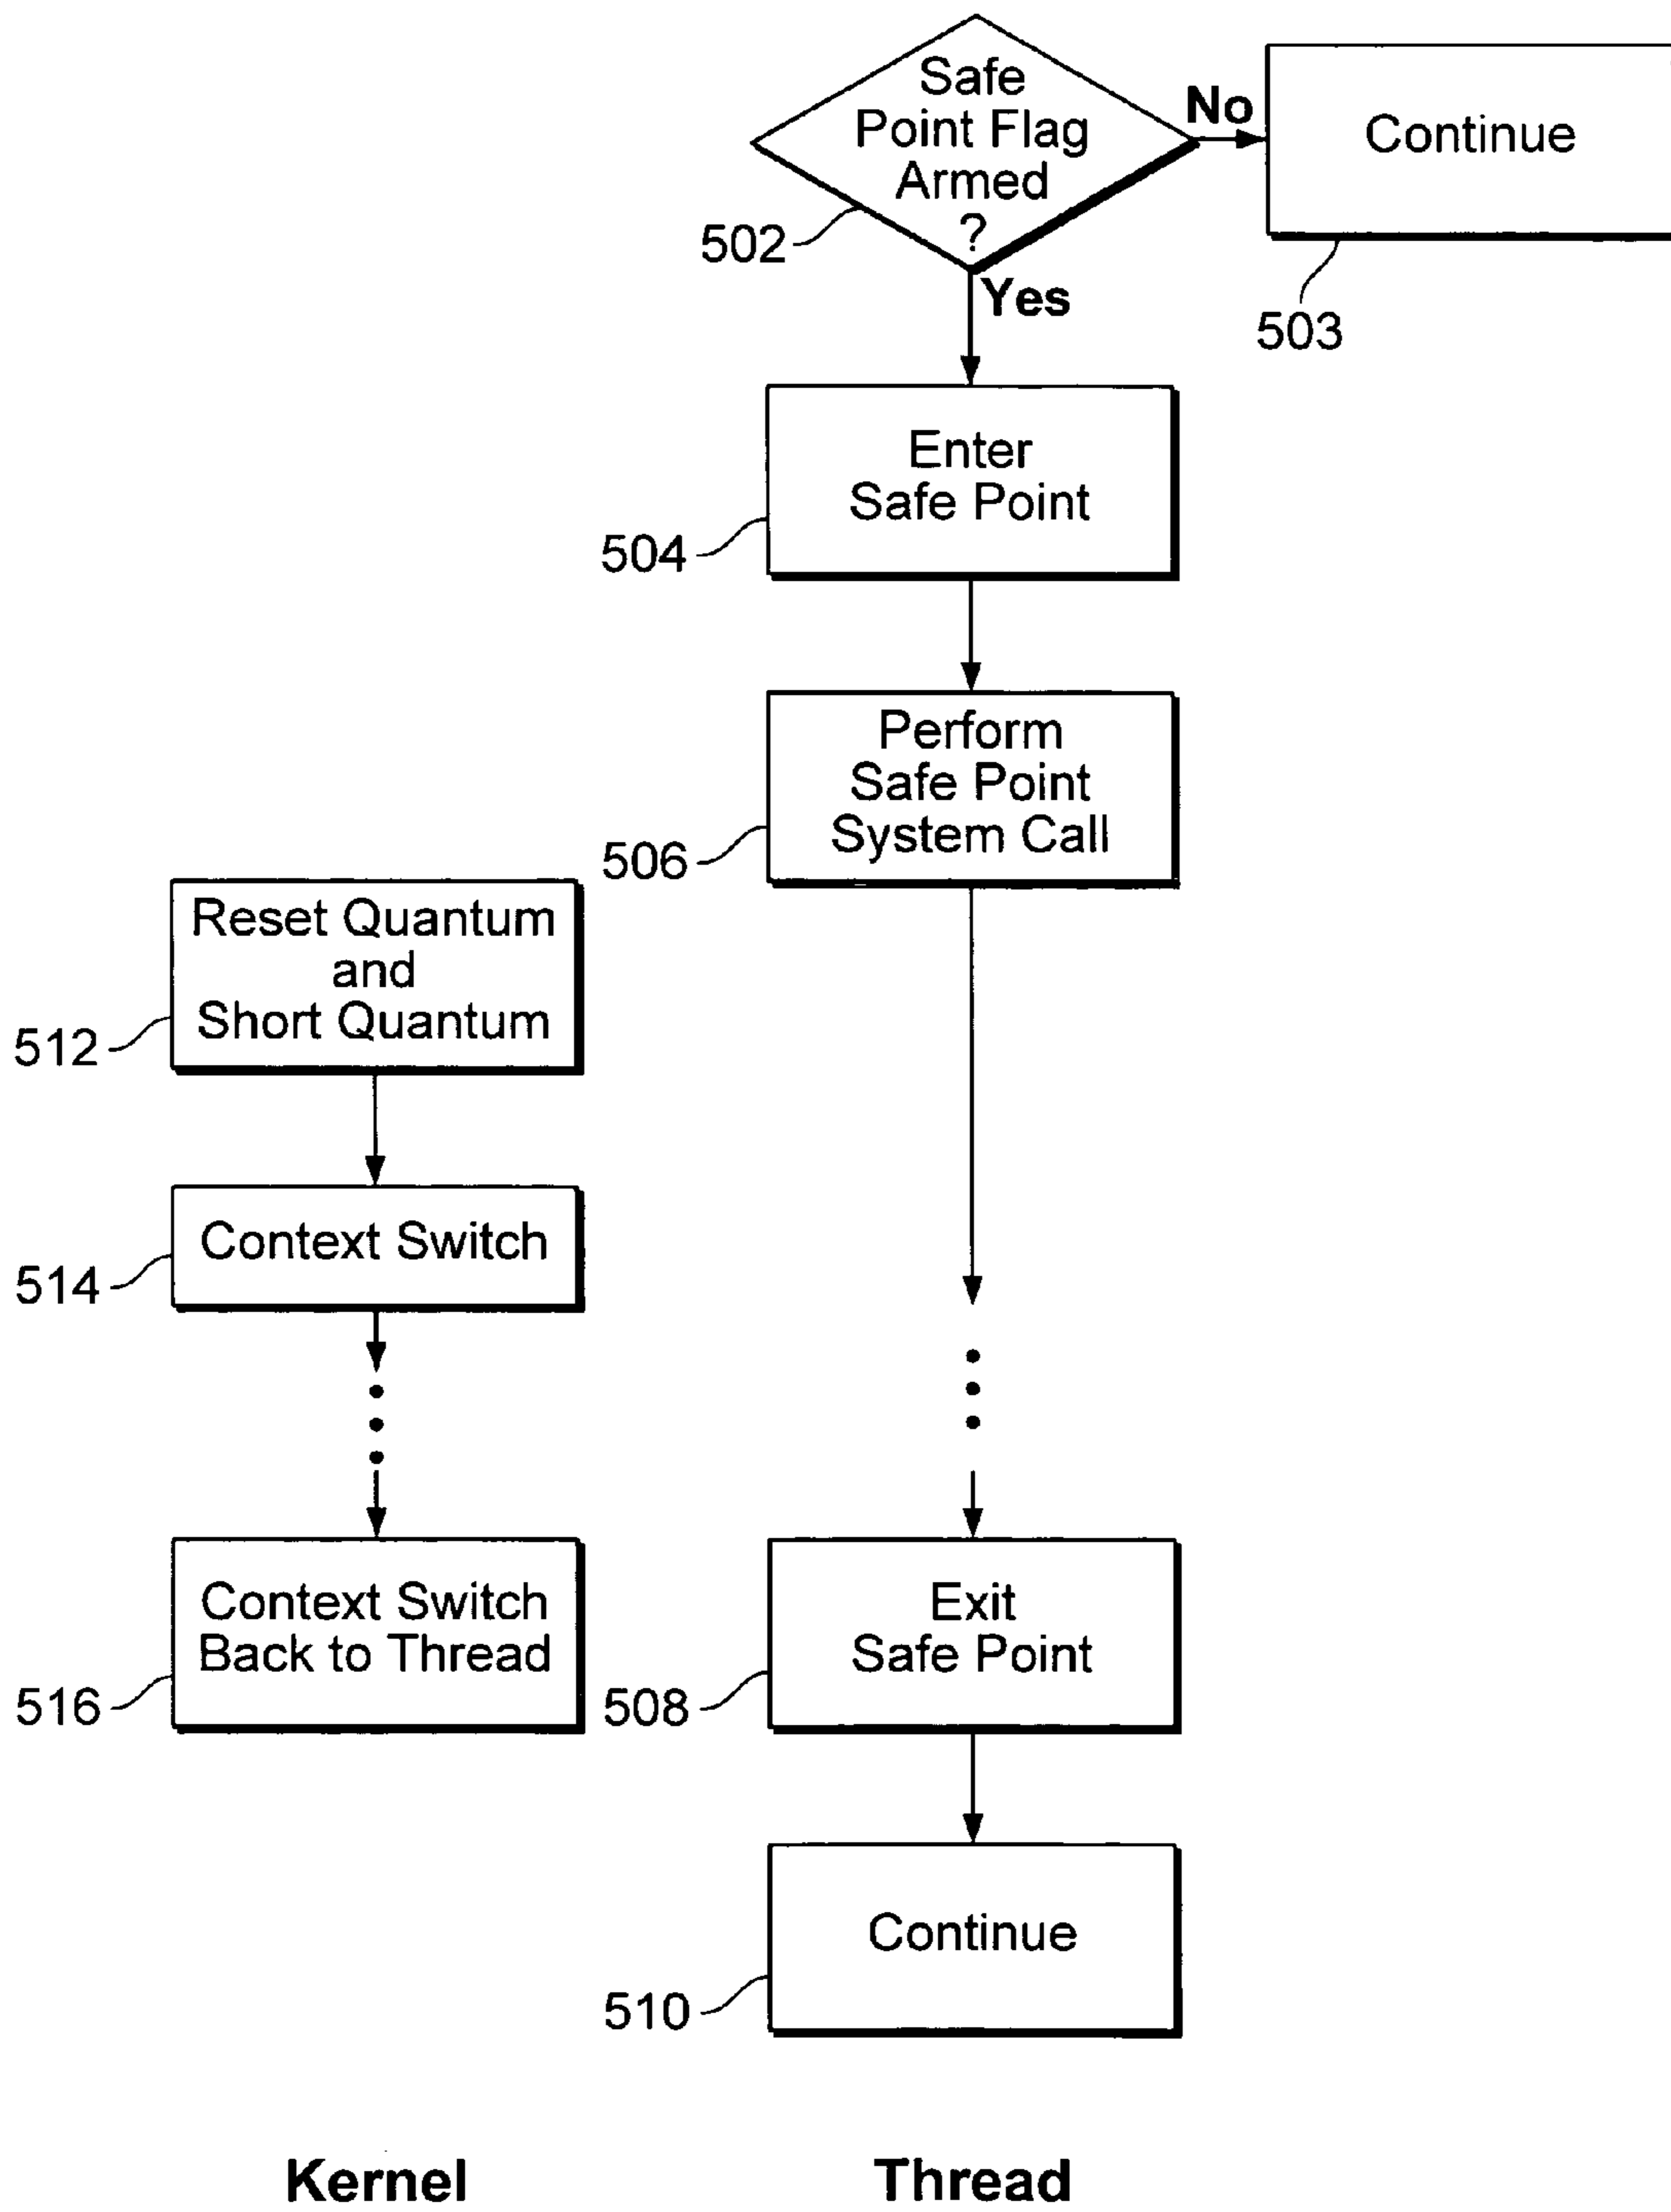 Safe
Point Flag
Armed
?
502
No
Continue
503
Yes
Enter
Safe Point
504
Perform
Safe Point
System Call
506
Reset Quantum
and
Short Quantum
512
Context Switch
514
Context Switch
Back to Thread
516
Exit
Safe Point
508
Continue
510
Kernel
Thread